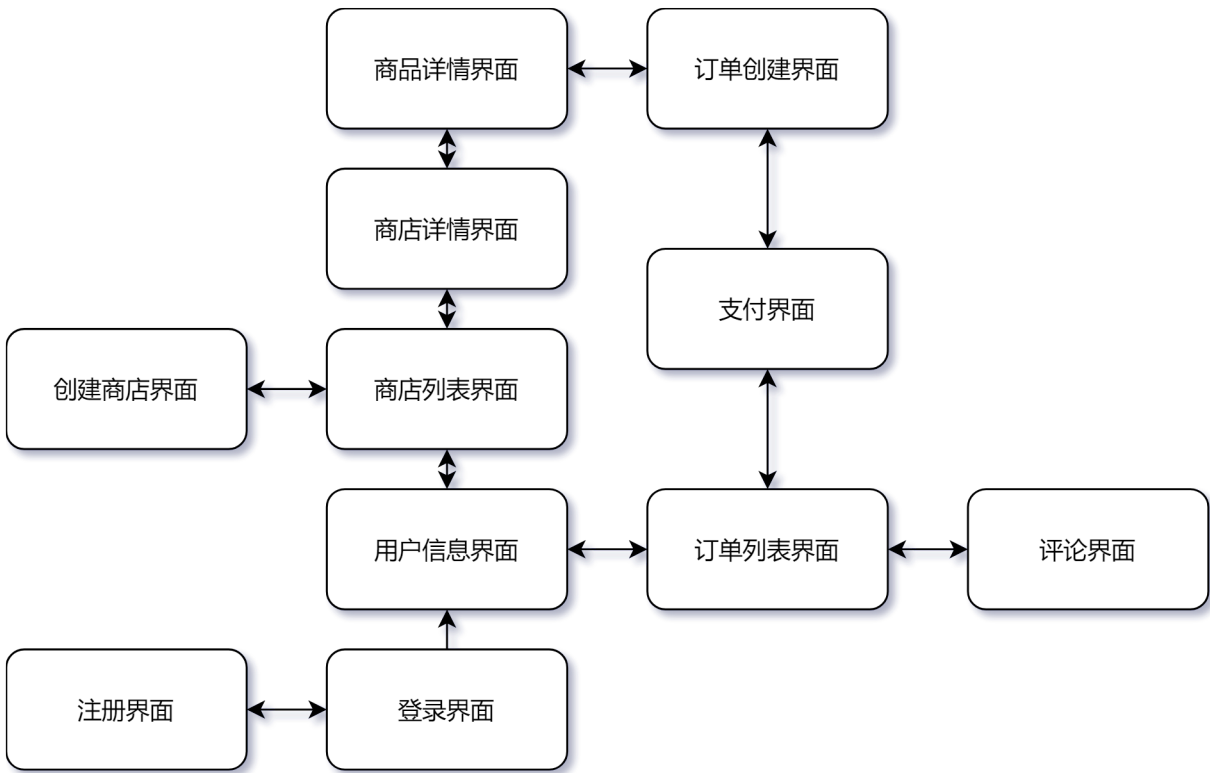 商品详情界面
订单创建界面
商店详情界面
支付界面
创建商店界面
商店列表界面
用户信息界面
订单列表界面
评论界面
注册界面
登录界面